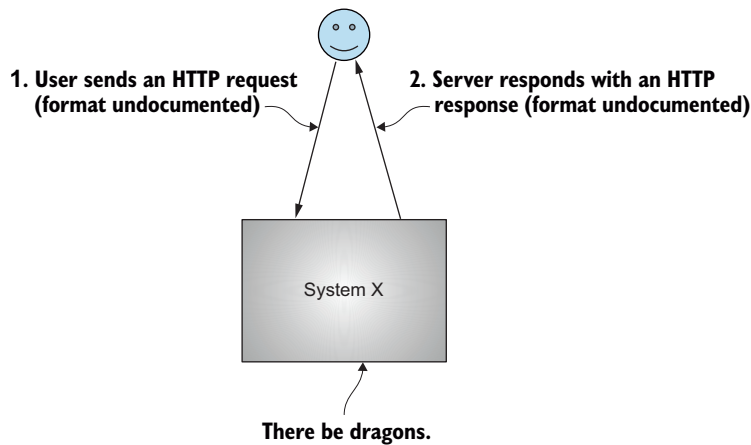 1. User sends an HTTP request
(format undocumented)
2. Server responds with an HTTP
response (format undocumented)
System X
There be dragons.